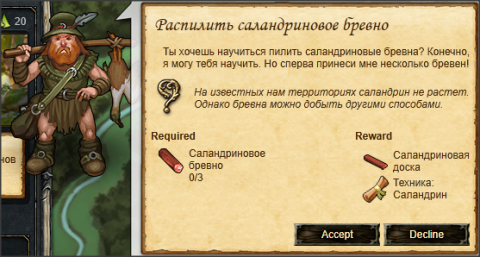 20
Распилить саландриновое бревно
Ты хочешь научиться пилить саландриновые бревна? Конечно,
я могу тебя научить. Но сперва принеси мне несколько бревен!
На известных нам территориях саландрин не растет.
Однако бревна можно добыть другими способами.
нов
Required
Reward
Саландриновое
бревно
0/3
Саландриновая
доска
Техника:
Саландрин
Accept
Decline